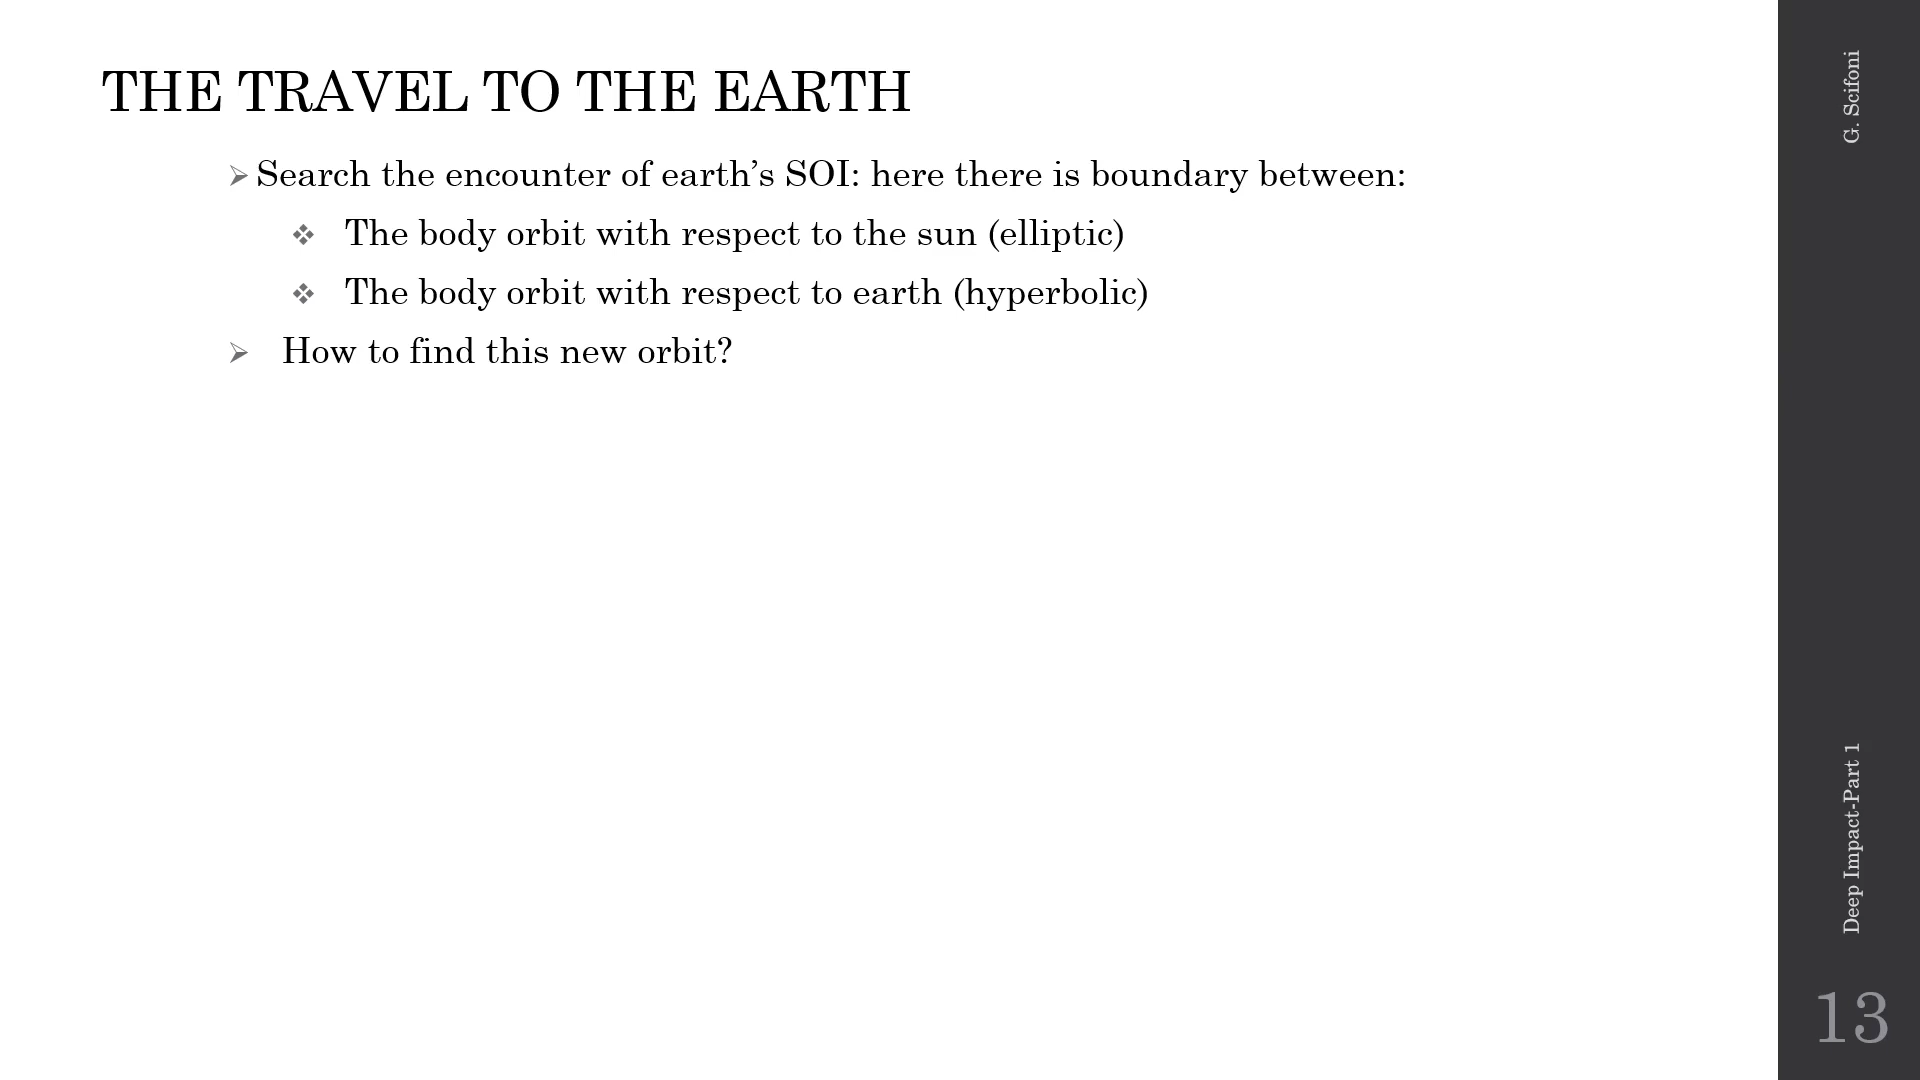 THE TRAVEL TO THE EARTH
Search the encounter of earth’s SOI: here there is boundary between:
The body orbit with respect to the sun (elliptic)
The body orbit with respect to earth (hyperbolic)
How to find this new orbit?
G. Scifoni
Deep Impact-Part 1
13